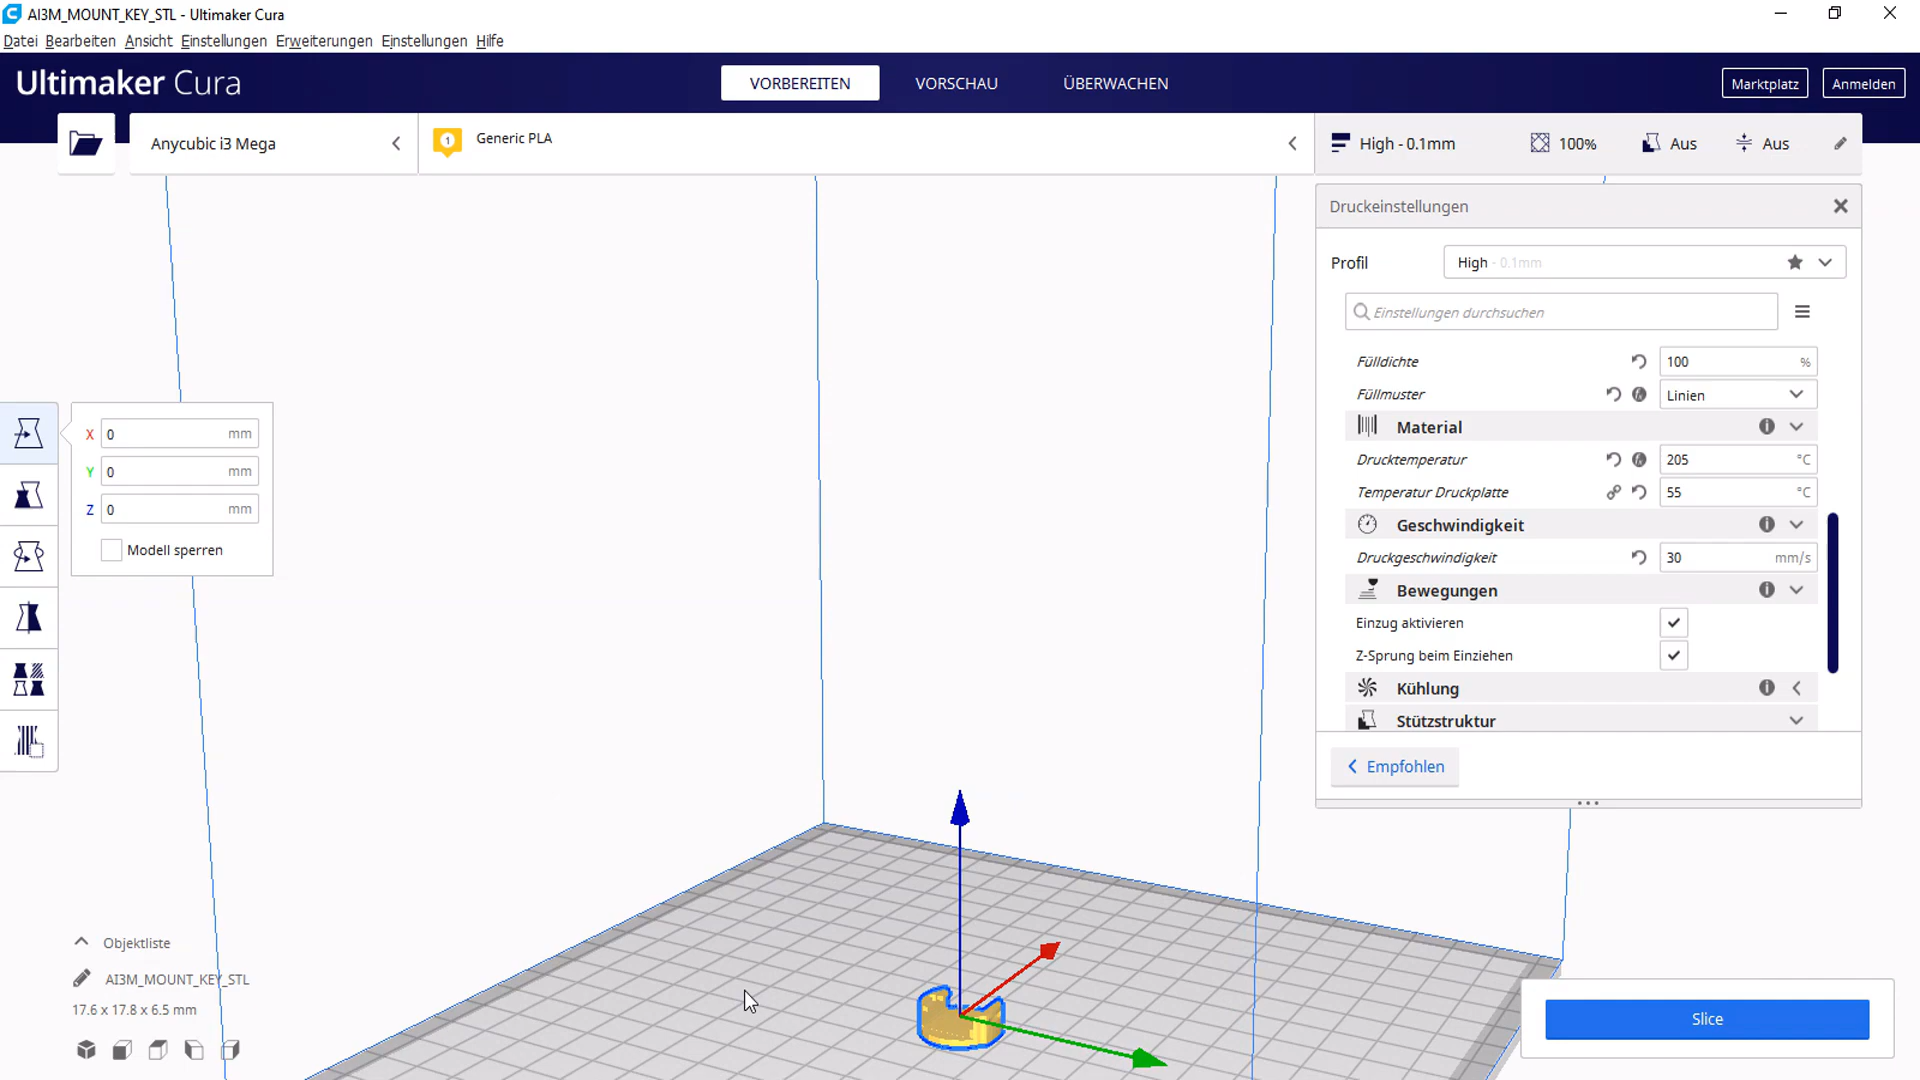 AI3M_MOUNT_KEY_STL - Ultimaker Cura
Datei Bearbeiten Ansicht Einstellungen Erweiterungen Einstellungen Hilfe
Ultimaker Cura
VORBEREITEN
VORSCHAU
ÜBERWACHEN
Marktplatz
Anmelden
Anycubic i3 Mega
1
Generic PLA
High - 0.1mm
100%
Aus
Aus
Druckeinstellungen
Profil
High - 0.1mm
Einstellungen durchsuchen
Fülldichte 100 %
Füllmuster Linien
Material
Drucktemperatur 205 °C
Temperatur Druckplatte 55 °C
Geschwindigkeit
Druckgeschwindigkeit 30 mm/s
Bewegungen
Einzug aktivieren
Z-Sprung beim Einziehen
Kühlung
Stützstruktur
Empfohlen
X 0 mm
Y 0 mm
Z 0 mm
Modell sperren
Objektliste
AI3M_MOUNT_KEY_STL
17.6 x 17.8 x 6.5 mm
Slice